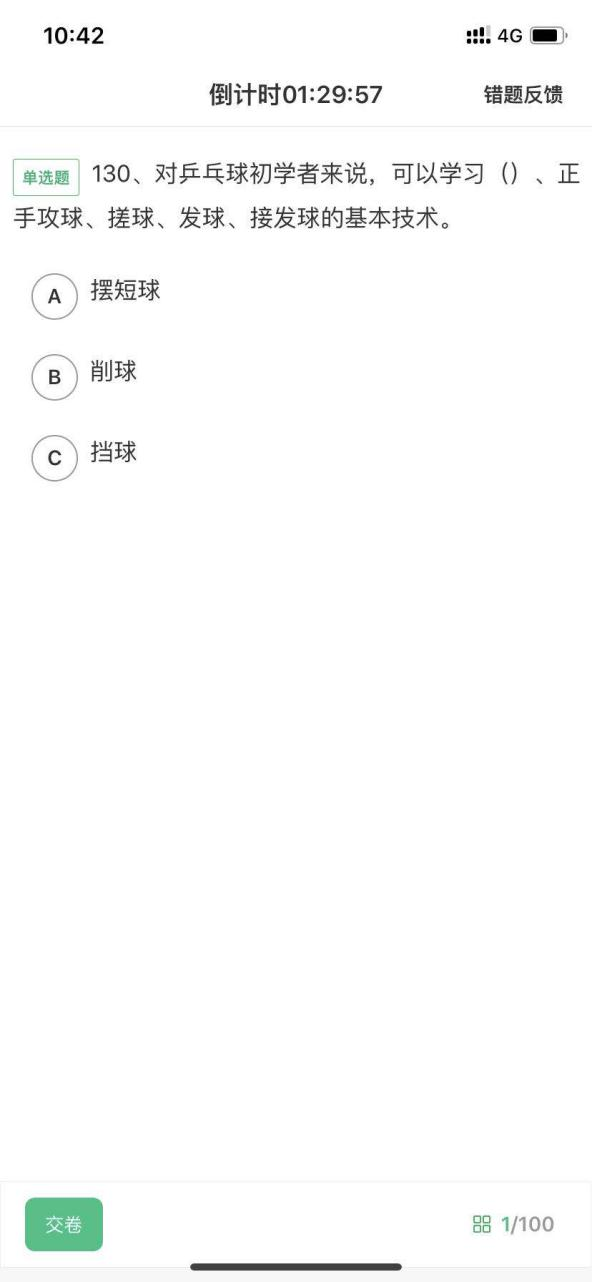 10:42
4G
倒计时01:29:57
错题反馈
单选题 130、对乒乓球初学者来说，可以学习（）、正
手攻球、搓球、发球、接发球的基本技术。
A 摆短球
B 削球
C 挡球
交卷
1/100